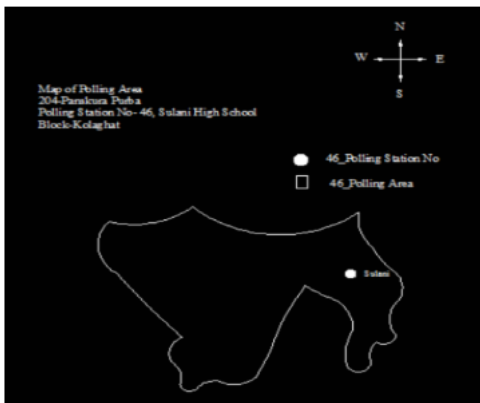 N
W E
S
Map of Polling Area
204-Panskura Purba
Polling Station No- 46, Sulani High School
Block-Kolaghat
46_Polling Station No
46_Polling Area
Sulani